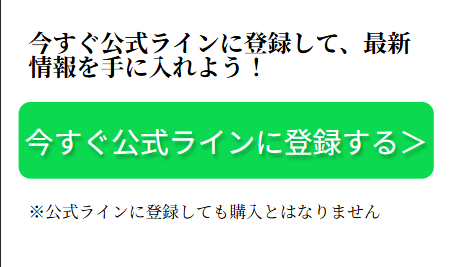 今すぐ公式ラインに登録して、最新
情報を手に入れよう！
今すぐ公式ラインに登録する＞
※公式ラインに登録しても購入とはなりません